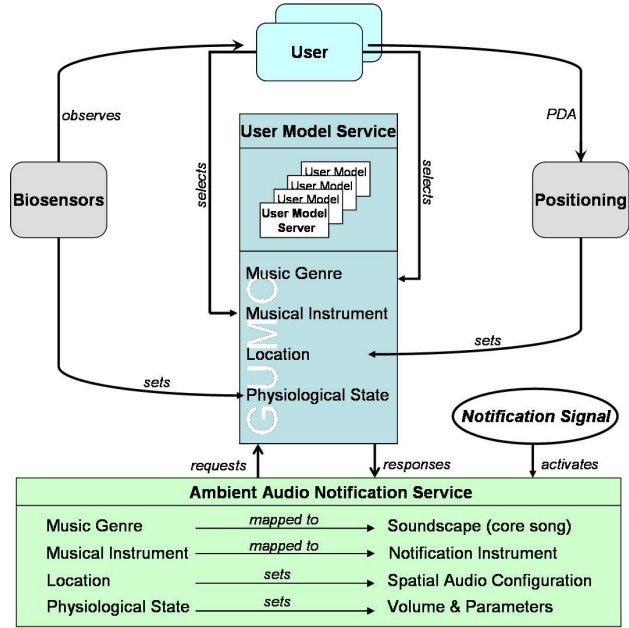 User
observes
PDA
User Model Service
selects
selects
User Model
User Model
User Model
User Model
Server
Biosensors
Positioning
GUMO
Music Genre
Musical Instrument
sets
Location
sets
Physiological State
Notification Signal
requests
responses
activates
Ambient Audio Notification Service
Music Genre mapped to Soundscape (core song)
Musical Instrument mapped to Notification Instrument
Location sets Spatial Audio Configuration
Physiological State sets Volume & Parameters